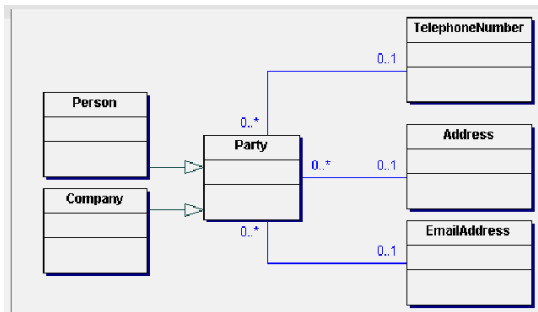 TelephoneNumber
0..1
Person
0..*
Party
Address
0..*
0..1
Company
0..*
EmailAddress
0..1